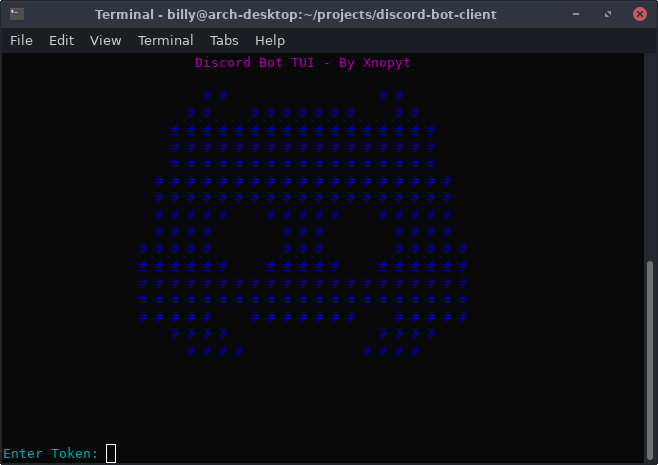 Terminal - billy@arch-desktop:~/projects/discord-bot-client
File Edit View Terminal Tabs Help
Discord Bot TUI - By Xnopyt
# # # #
# # # # # # # # # # #
# # # # # # # # # # # # # # # # #
# # # # # # # # # # # # # # # # #
# # # # # # # # # # # # # # # # #
# # # # # # # # # # # # # # # # # # #
# # # # # # # # # # # # # # # # # # #
# # # # # # # # # # # # # # #
# # # # # # # # # # #
# # # # # # # # # # # # #
# # # # # # # # # # # # # # # # #
# # # # # # # # # # # # # # # # # # # # #
# # # # # # # # # # # # # # # # # # # # #
# # # # # # # # # # # # # # # # #
# # # # # # # #
# # # # # # # #
Enter Token: